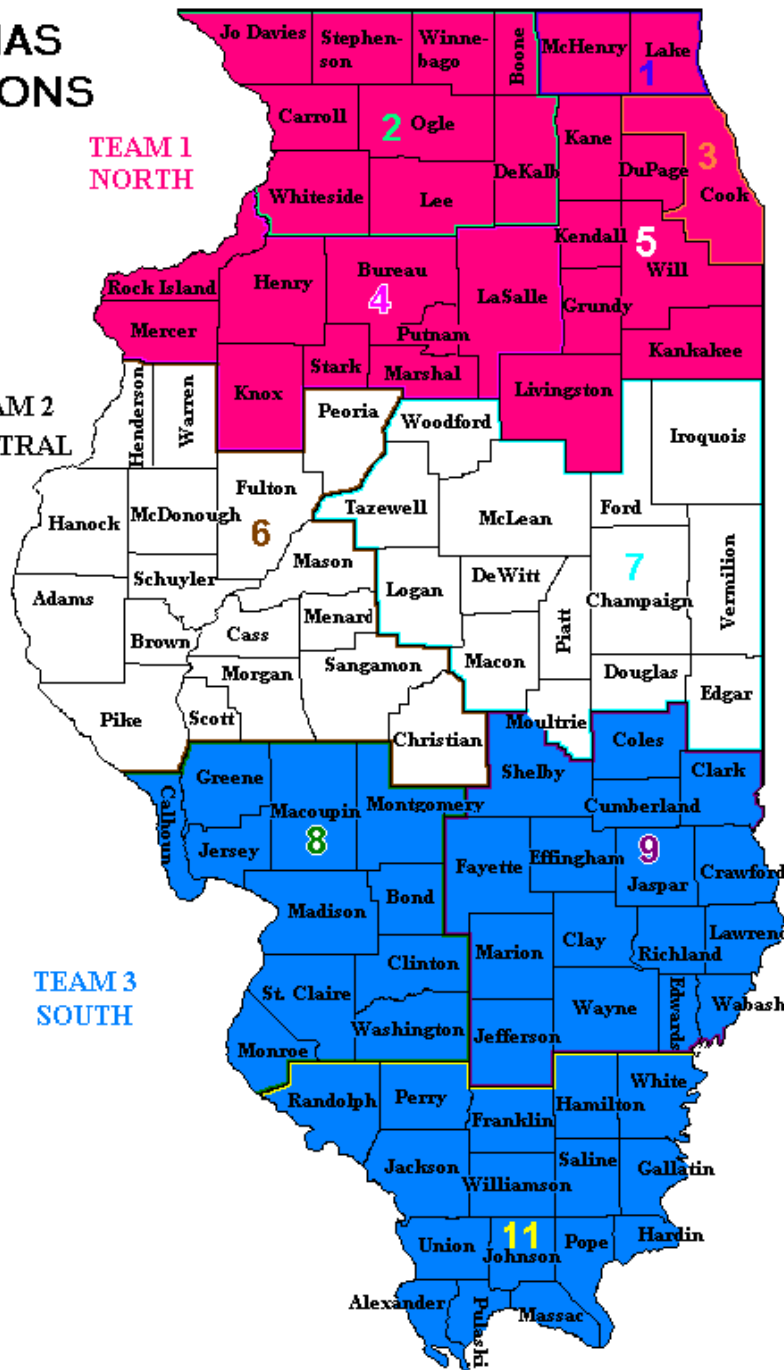 IAS
IONS
Jo Davies
Stephen-
son
Winne-
bago
Boone
McHenry
Lake
1
Carroll
2
Ogle
Kane
3
TEAM 1
NORTH
DuPage
DeKalb
Cook
Whiteside
Lee
Kendall
5
Will
Rock Island
Henry
Bureau
4
LaSalle
Grundy
Mercer
Putnam
Kankakee
Stark
Marshal
Knox
Livingston
AM 2
TRAL
Henderson
Warren
Peoria
Woodford
Iroquois
Fulton
Tazewell
Ford
Hanock
McDonough
McLean
6
Mason
Vermilion
Schuyler
DeWitt
7
Adams
Logan
Champaign
Menard
Cass
Brown
Piatt
Sangamon
Macon
Morgan
Douglas
Edgar
Pike
Scott
Moultrie
Christian
Coles
Shelby
Clark
Greene
Calhoun
Macoupin
Montgomery
Cumberland
8
Jersey
Fayette
Effingham
9
Jaspar
Crawford
Bond
Madison
Lawrenc
Marion
Clay
Richland
Clinton
TEAM 3
SOUTH
St. Claire
Wayne
Edwards
Wabash
Washington
Jefferson
Monroe
White
Randolph
Perry
Hamilton
Franklin
Saline
Jackson
Gallatin
Williamson
11
Hardin
Union
Johnson
Pope
Alexander
Pulaski
Massac